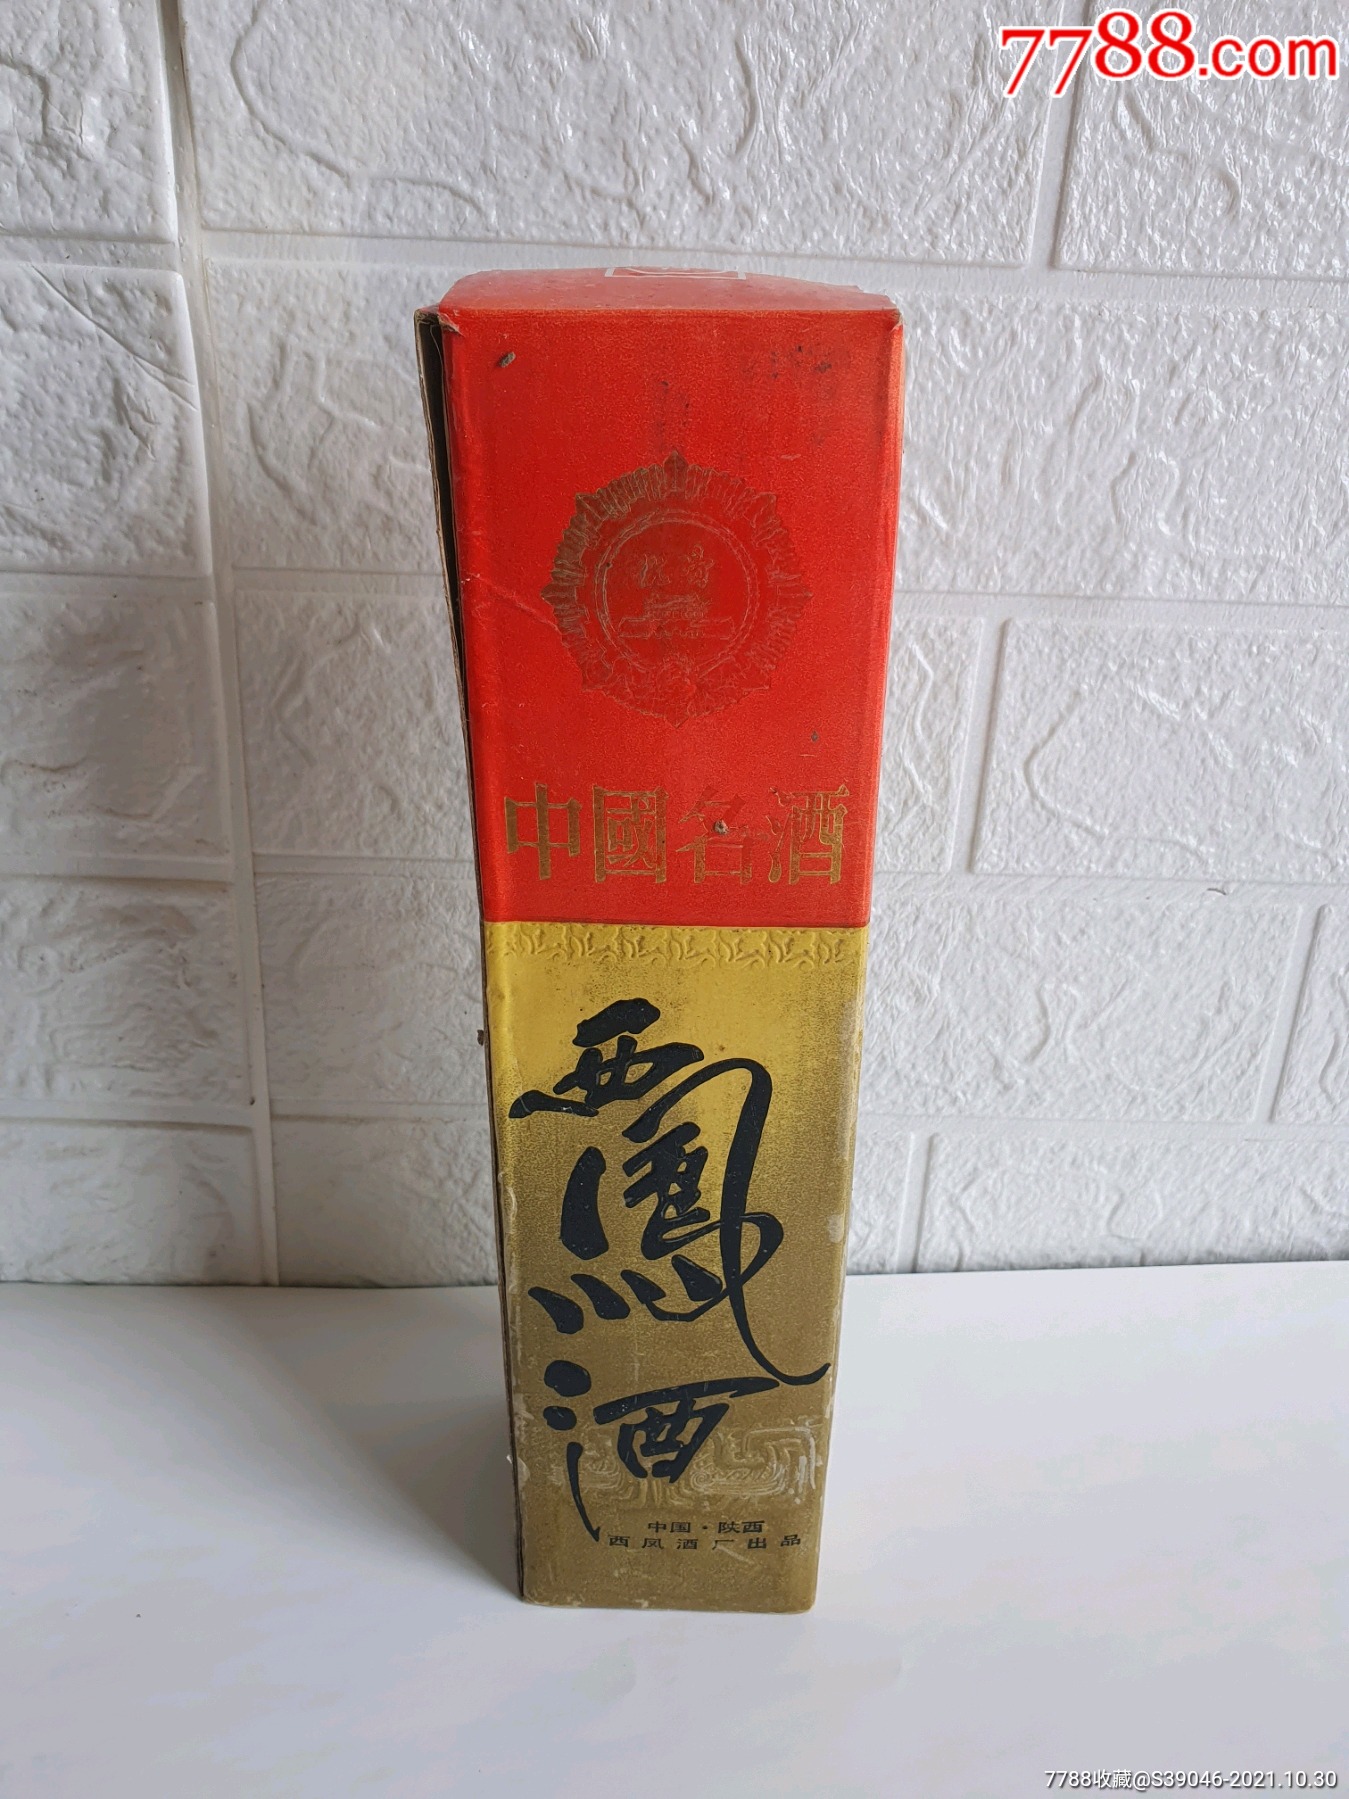 7788.com
中國名酒
西鳳酒
中国·陕西
西凤酒厂出品
7788收藏@S39046-2021.10.30